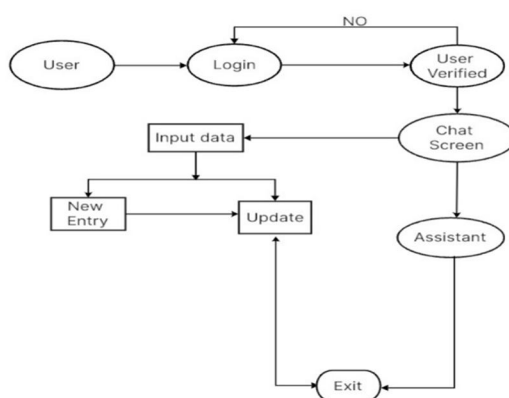 NO
User
Login
User
Verified
Input data
Chat
Screen
New
Entry
Update
Assistant
Exit